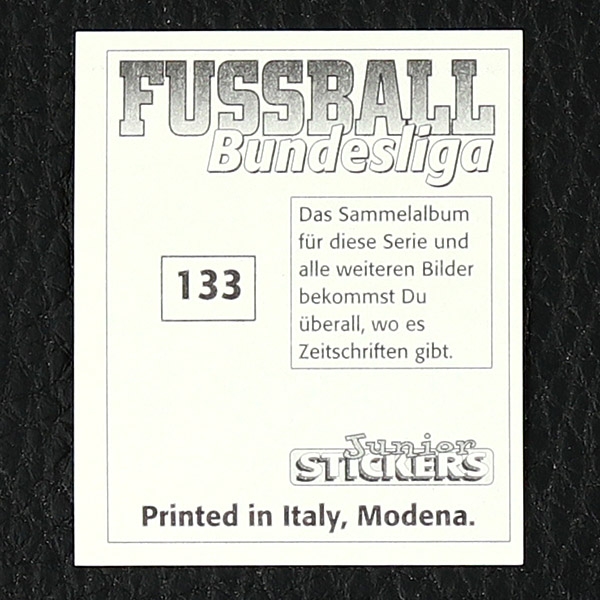 FUSSBALL
Bundesliga
Das Sammelalbum
für diese Serie und
alle weiteren Bilder
bekommst Du
überall, wo es
Zeitschriften gibt.
133
Junior
STICKERS
Printed in Italy, Modena.